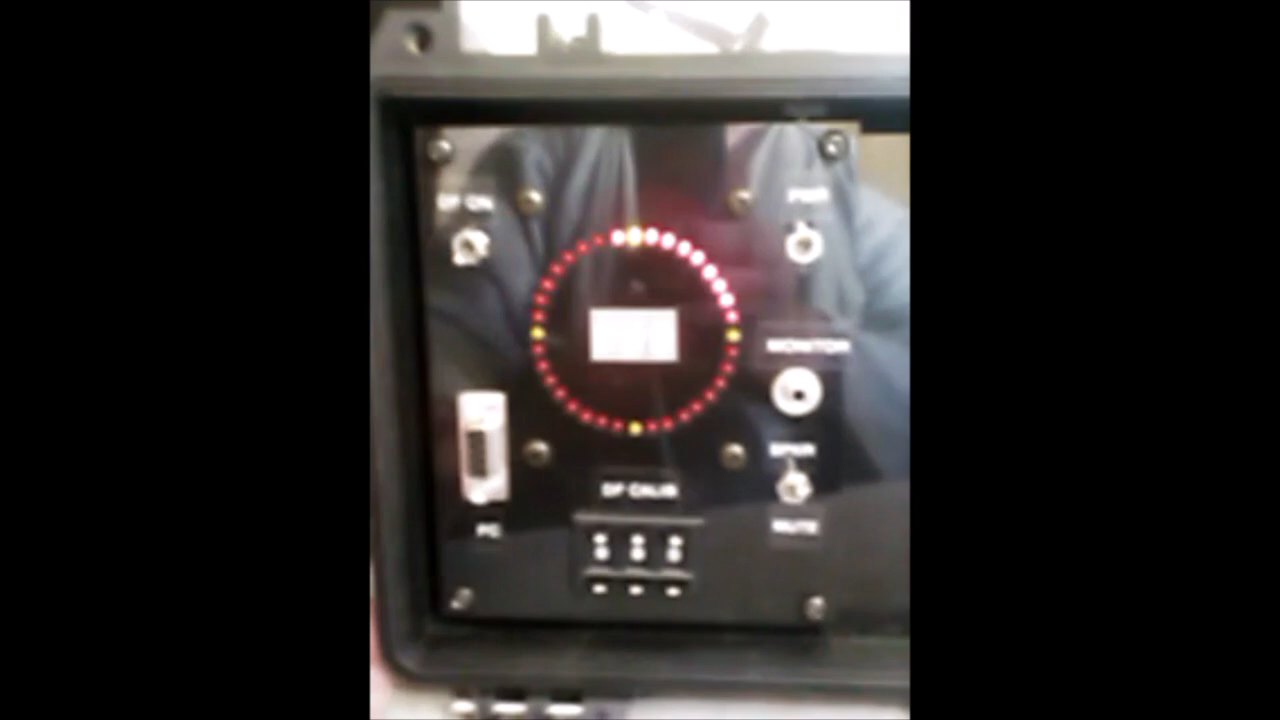 DF ON
PWR
MONITOR
SPKR
DF CALIB
MUTE
PC